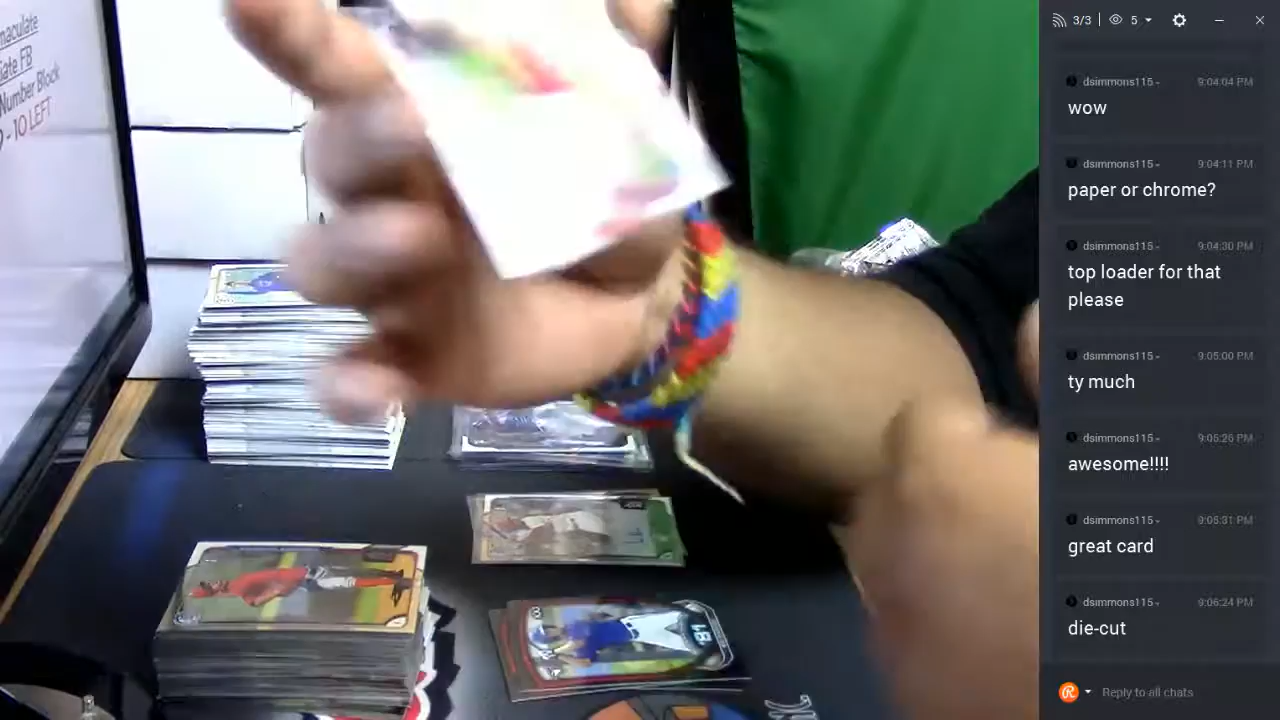 maculate
Gate FB
Number Block
- 10 LEFT
3/3
5
dsimmons115
9:04:04 PM
wow
dsimmons115
9:04:11 PM
paper or chrome?
dsimmons115
9:04:30 PM
top loader for that
please
dsimmons115
9:05:00 PM
ty much
dsimmons115
9:05:26 PM
awesome!!!!
dsimmons115
9:05:31 PM
great card
dsimmons115
9:06:24 PM
die-cut
Reply to all chats